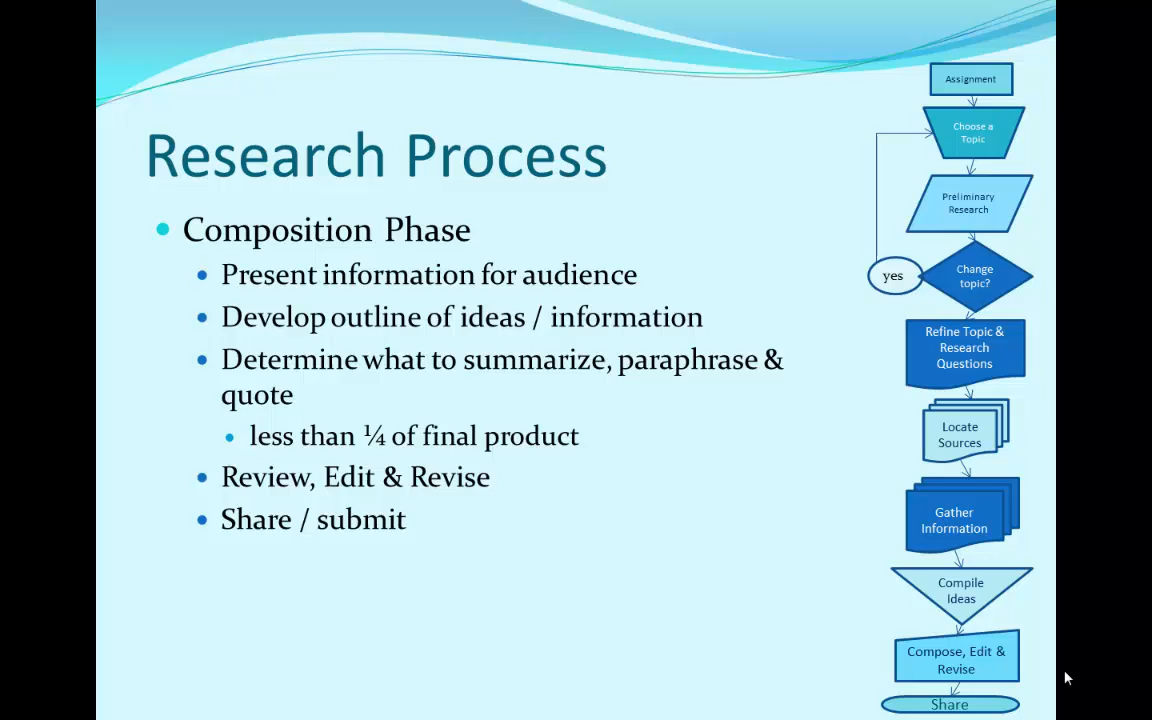 Research Process
Composition Phase
Present information for audience
Develop outline of ideas / information
Determine what to summarize, paraphrase &
quote
less than ¼ of final product
Review, Edit & Revise
Share / submit
Assignment
Choose a
Topic
Preliminary
Research
Change
topic?
yes
Refine Topic &
Research
Questions
Locate
Sources
Gather
Information
Compile
Ideas
Compose, Edit &
Revise
Share